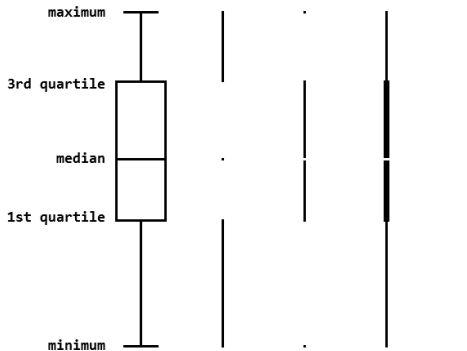 maximum
3rd quartile
median
1st quartile
minimum